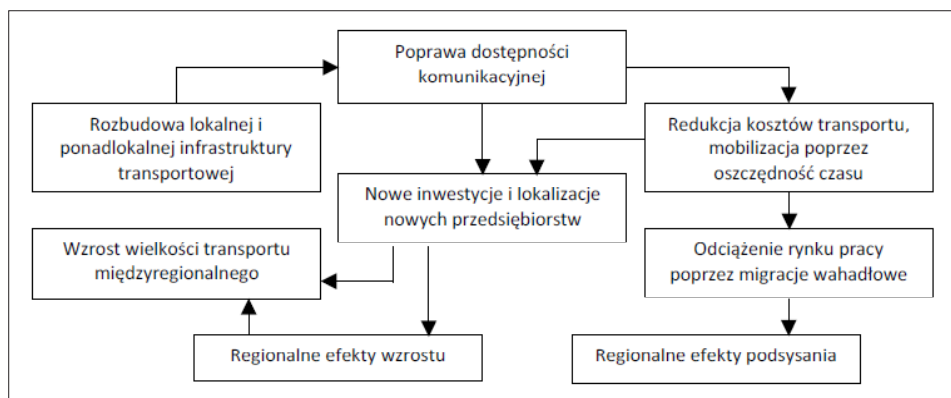 Poprawa dostępności
komunikacyjnej
Rozbudowa lokalnej i
ponadlokalnej infrastruktury
transportowej
Redukcja kosztów transportu,
mobilizacja poprzez
oszczędność czasu
Nowe inwestycje i lokalizacje
nowych przedsiębiorstw
Wzrost wielkości transportu
międzyregionalnego
Odciążenie rynku pracy
poprzez migracje wahadłowe
Regionalne efekty wzrostu
Regionalne efekty podsysania